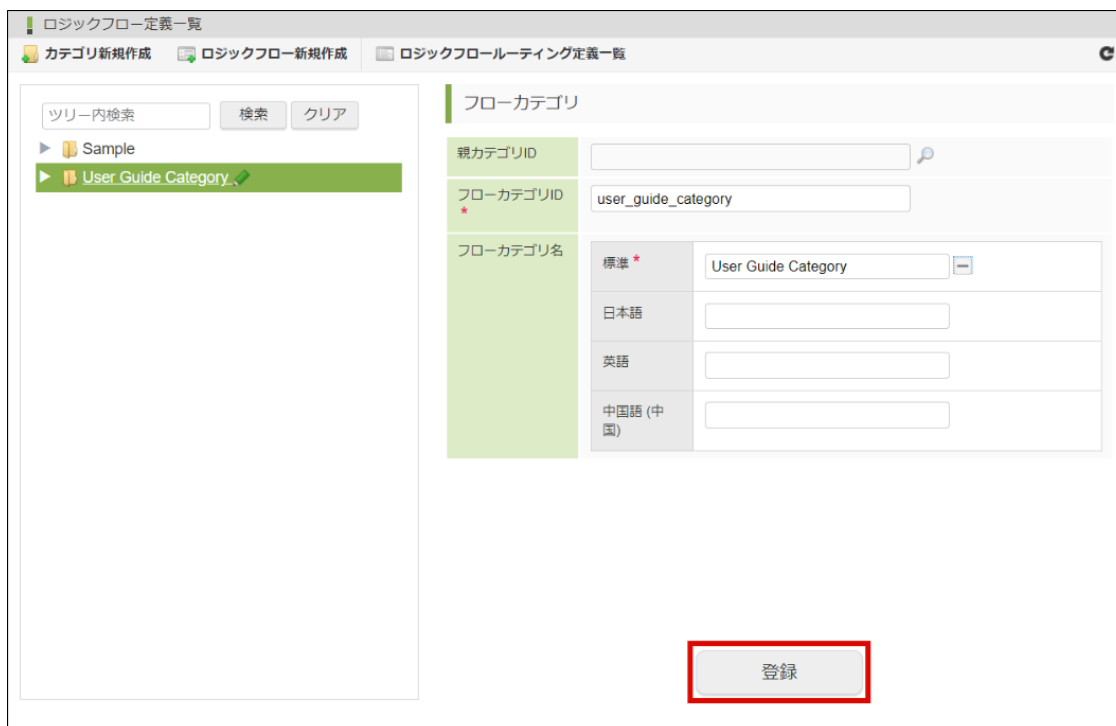 ロジックフロー定義一覧
カテゴリ新規作成 ロジックフロー新規作成 ロジックフロールーティング定義一覧
ツリー内検索 検索 クリア
Sample
User Guide Category
フローカテゴリ
親カテゴリID
フローカテゴリID
* user_guide_category
フローカテゴリ名
標準 * User Guide Category
日本語
英語
中国語 (中
国)
登録